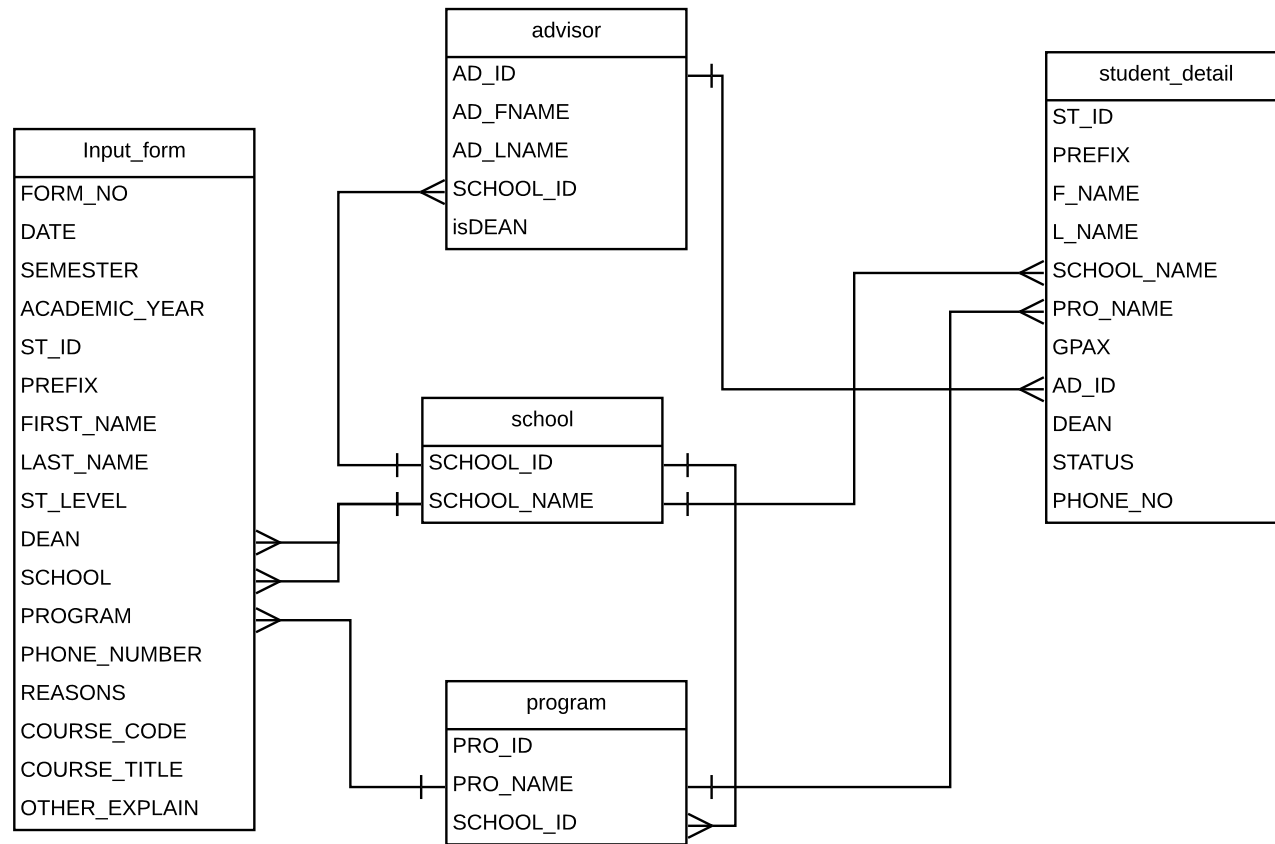 advisor
AD_ID
AD_FNAME
AD_LNAME
SCHOOL_ID
isDEAN
student_detail
ST_ID
PREFIX
F_NAME
L_NAME
SCHOOL_NAME
PRO_NAME
GPAX
AD_ID
DEAN
STATUS
PHONE_NO
Input_form
FORM_NO
DATE
SEMESTER
ACADEMIC_YEAR
ST_ID
PREFIX
FIRST_NAME
LAST_NAME
ST_LEVEL
DEAN
SCHOOL
PROGRAM
PHONE_NUMBER
REASONS
COURSE_CODE
COURSE_TITLE
OTHER_EXPLAIN
school
SCHOOL_ID
SCHOOL_NAME
program
PRO_ID
PRO_NAME
SCHOOL_ID